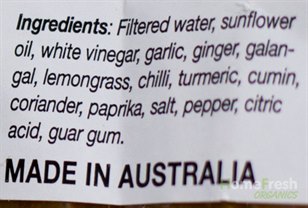 Ingredients: Filtered water, sunflower
oil, white vinegar, garlic, ginger, galan-
gal, lemongrass, chilli, turmeric, cumin,
coriander, paprika, salt, pepper, citric
acid, guar gum.
MADE IN AUSTRALIA
ORGANICS